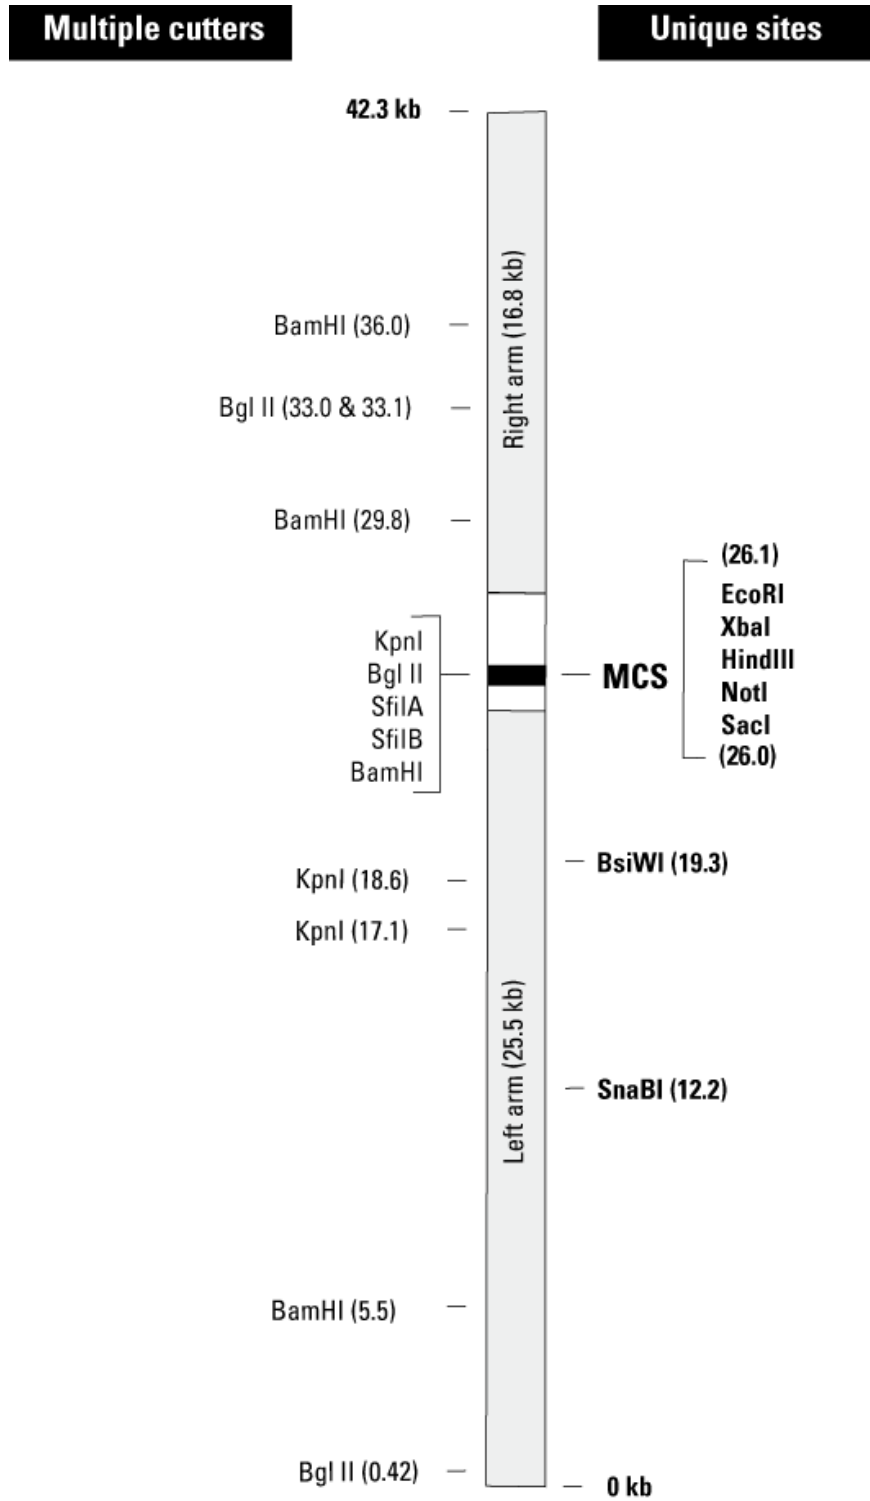 Multiple cutters
Unique sites
42.3 kb
Right arm (16.8 kb)
BamHI (36.0)
Bgl II (33.0 & 33.1)
BamHI (29.8)
KpnI
Bgl II
SfiIA
SfiIB
BamHI
MCS
(26.1)
EcoRI
XbaI
HindIII
NotI
SacI
(26.0)
BsiWI (19.3)
KpnI (18.6)
KpnI (17.1)
Left arm (25.5 kb)
SnaBI (12.2)
BamHI (5.5)
Bgl II (0.42)
0 kb